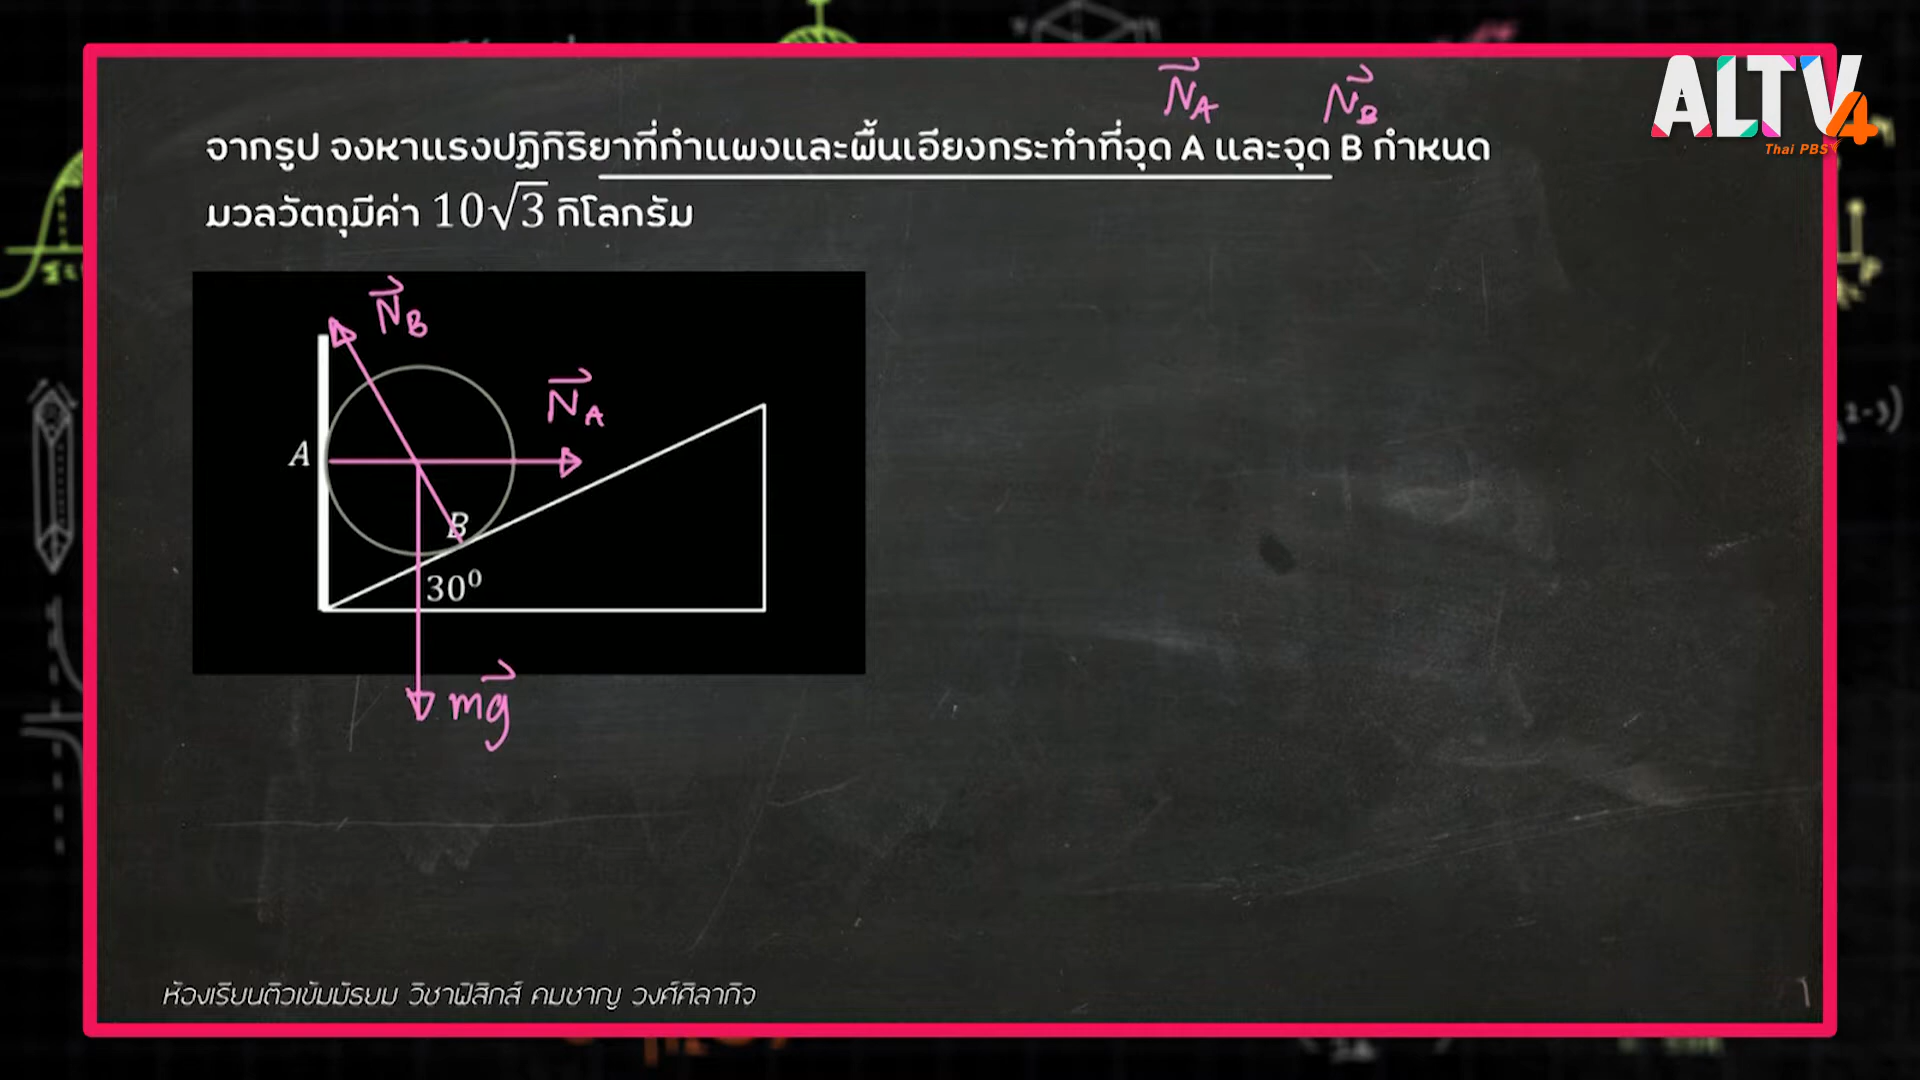 ALTV4
Thai PBS
N_A N_B
จากรูป จงหาแรงปฏิกิริยาที่กำแพงและพื้นเอียงกระทำที่จุด A และจุด B กำหนด
มวลวัตถุมีค่า 10√3 กิโลกรัม
N_B
N_A
A
B
30⁰
mg
ห้องเรียนติวเข้มมัธยม วิชาฟิสิกส์ คมชาญ วงศ์ศิลากิจ